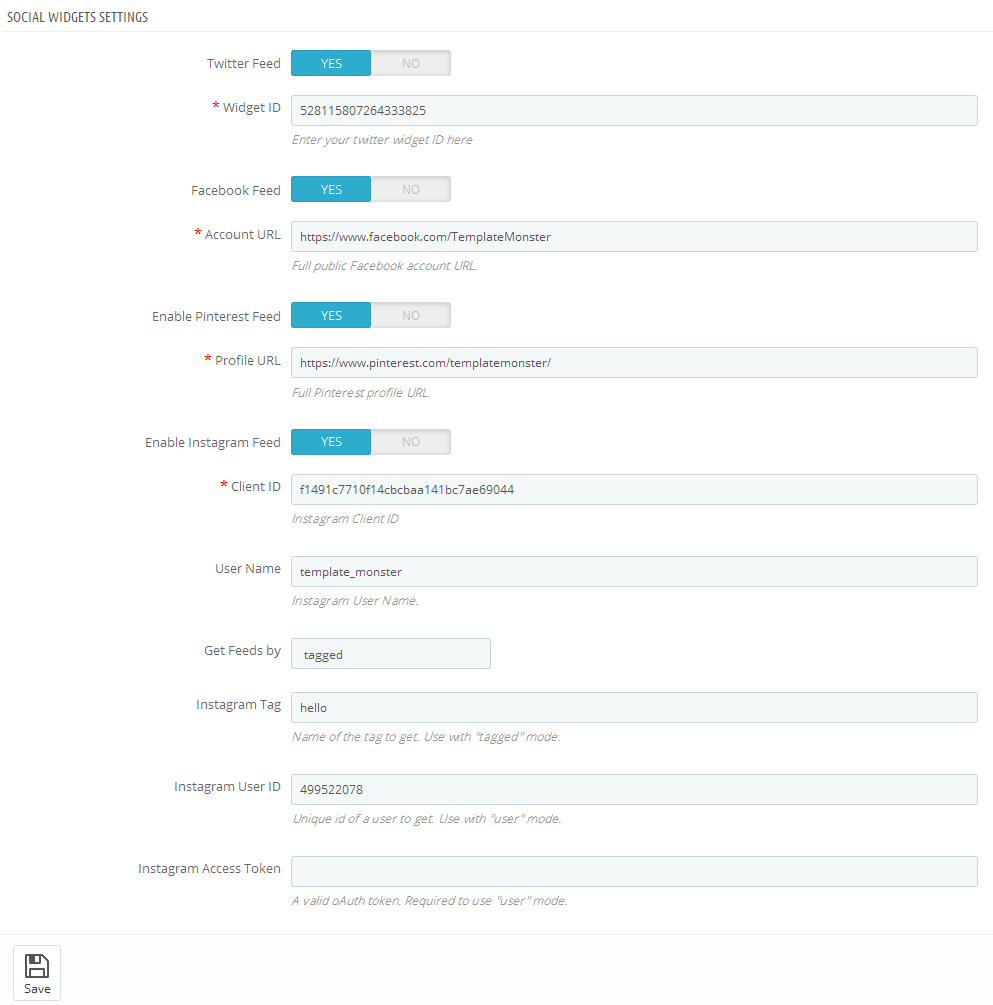 SOCIAL WIDGETS SETTINGS
Twitter Feed YES NO
* Widget ID 528115807264333825
Enter your twitter widget ID here
Facebook Feed YES NO
* Account URL https://www.facebook.com/TemplateMonster
Full public Facebook account URL.
Enable Pinterest Feed YES NO
* Profile URL https://www.pinterest.com/templatemonster/
Full Pinterest profile URL.
Enable Instagram Feed YES NO
* Client ID f1491c7710f14cbcbaa141bc7ae69044
Instagram Client ID
User Name template_monster
Instagram User Name.
Get Feeds by tagged
Instagram Tag hello
Name of the tag to get. Use with "tagged" mode.
Instagram User ID 499522078
Unique id of a user to get. Use with "user" mode.
Instagram Access Token
A valid oAuth token. Required to use "user" mode.
Save